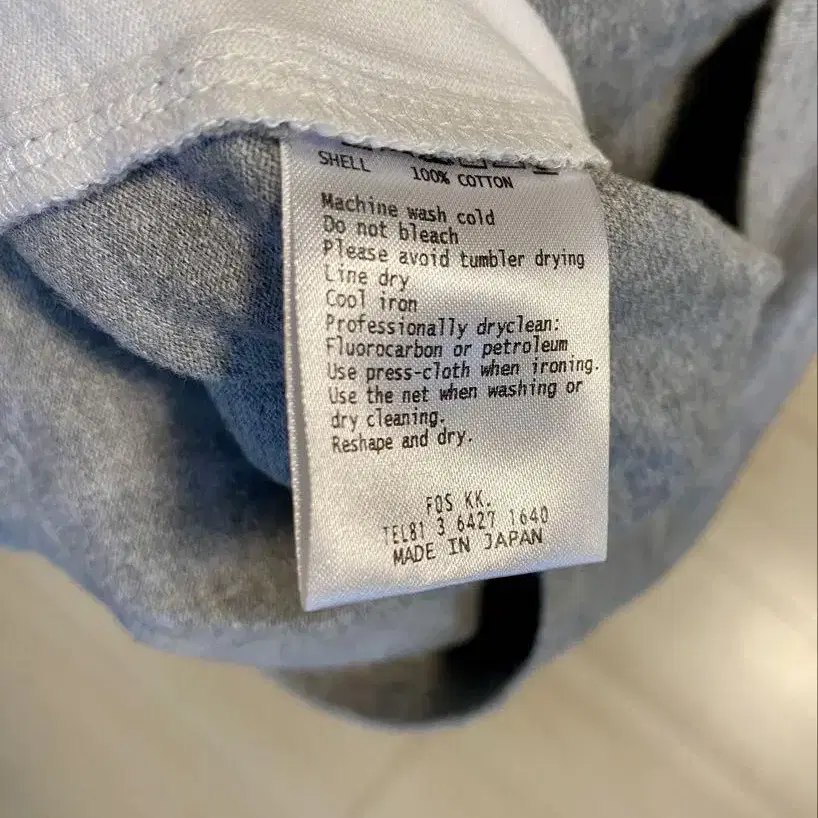 SHELL 100% COTTON
Machine wash cold
Do not bleach
Please avoid tumbler drying
Line dry
Cool iron
Professionally dryclean:
Fluorocarbon or petroleum
Use press-cloth when ironing.
Use the net when washing or
dry cleaning.
Reshape and dry.
FQS KK.
TEL81 3 6427 1640
MADE IN JAPAN